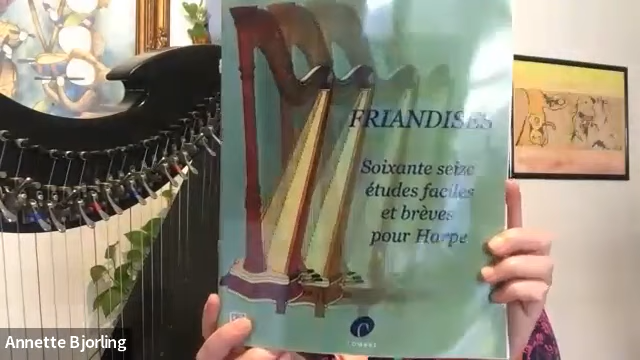 FRIANDISES
Soixante seize
études faciles
et brèves
pour Harpe
Annette Bjorling